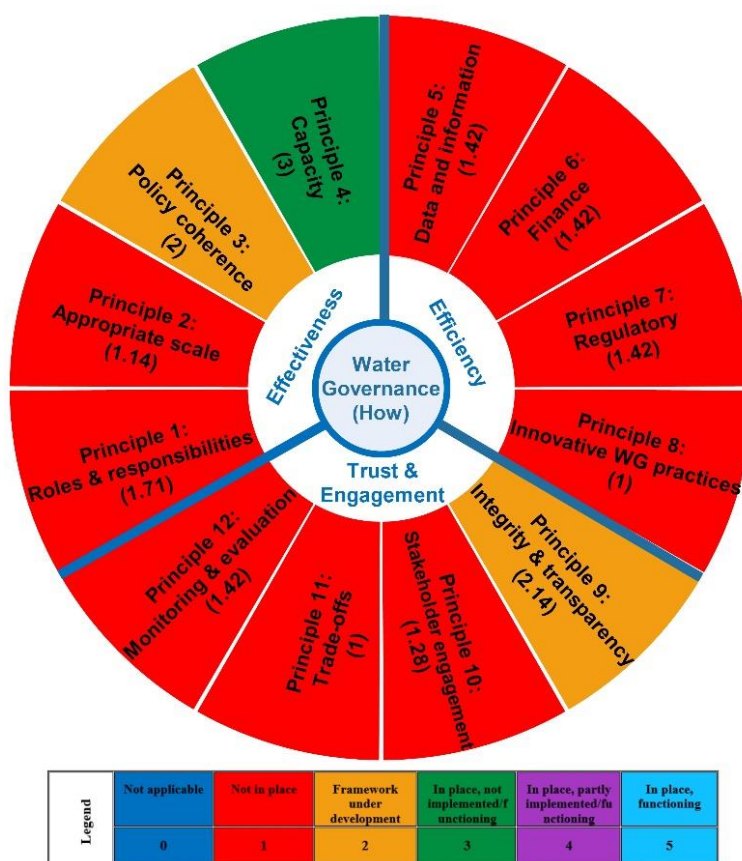 Principle 1:
Roles & responsibilities
(1.71)
Principle 2:
Appropriate scale
(1.14)
Principle 3:
Policy coherence
(2)
Principle 4:
Capacity
(3)
Principle 5:
Data and information
(1.42)
Principle 6:
Finance
(1.42)
Principle 7:
Regulatory
(1.42)
Principle 8:
Innovative WG practices
(1)
Principle 9:
Integrity & transparency
(2.14)
Principle 10:
Stakeholder engagement
(1.28)
Principle 11:
Trade-offs
(1)
Principle 12:
Monitoring & evaluation
(1.42)
Effectiveness
Efficiency
Trust &
Engagement
Water
Governance
(How)
Legend
Not applicable
Not in place
Framework
under
development
In place, not
implemented/f
unctioning
In place, partly
implemented/fu
nctioning
In place,
functioning
0
1
2
3
4
5